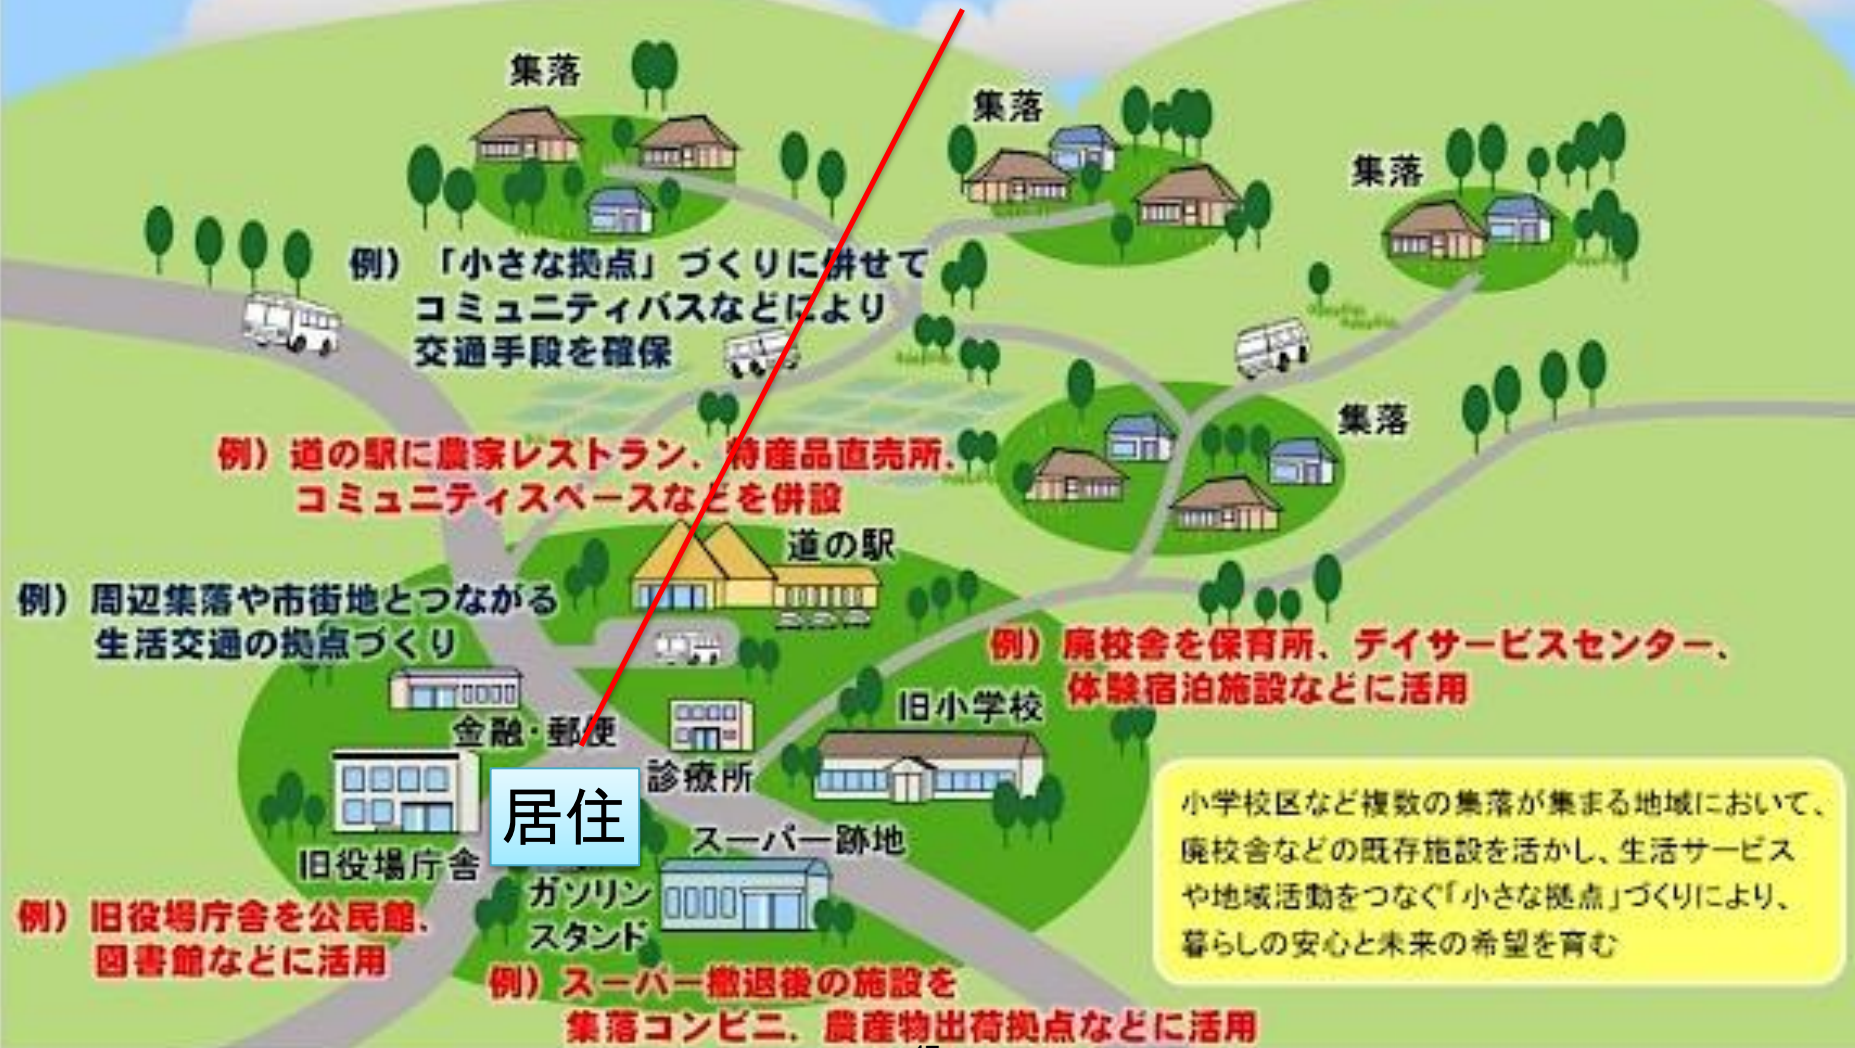 集落
集落
集落
例）「小さな拠点」づくりに併せて
コミュニティバスなどにより
交通手段を確保
集落
例）道の駅に農家レストラン、特産品直売所、
コミュニティスペースなどを併設
道の駅
例）周辺集落や市街地とつながる
生活交通の拠点づくり
例）廃校舎を保育所、デイサービスセンター、
体験宿泊施設などに活用
金融・郵便
旧小学校
診療所
居住
スーパー跡地
旧役場庁舎
ガソリン
スタンド
例）旧役場庁舎を公民館、
図書館などに活用
例）スーパー撤退後の施設を
集落コンビニ、農産物出荷拠点などに活用
小学校区など複数の集落が集まる地域において、
廃校舎などの既存施設を活かし、生活サービス
や地域活動をつなぐ「小さな拠点」づくりにより、
暮らしの安心と未来の希望を育む